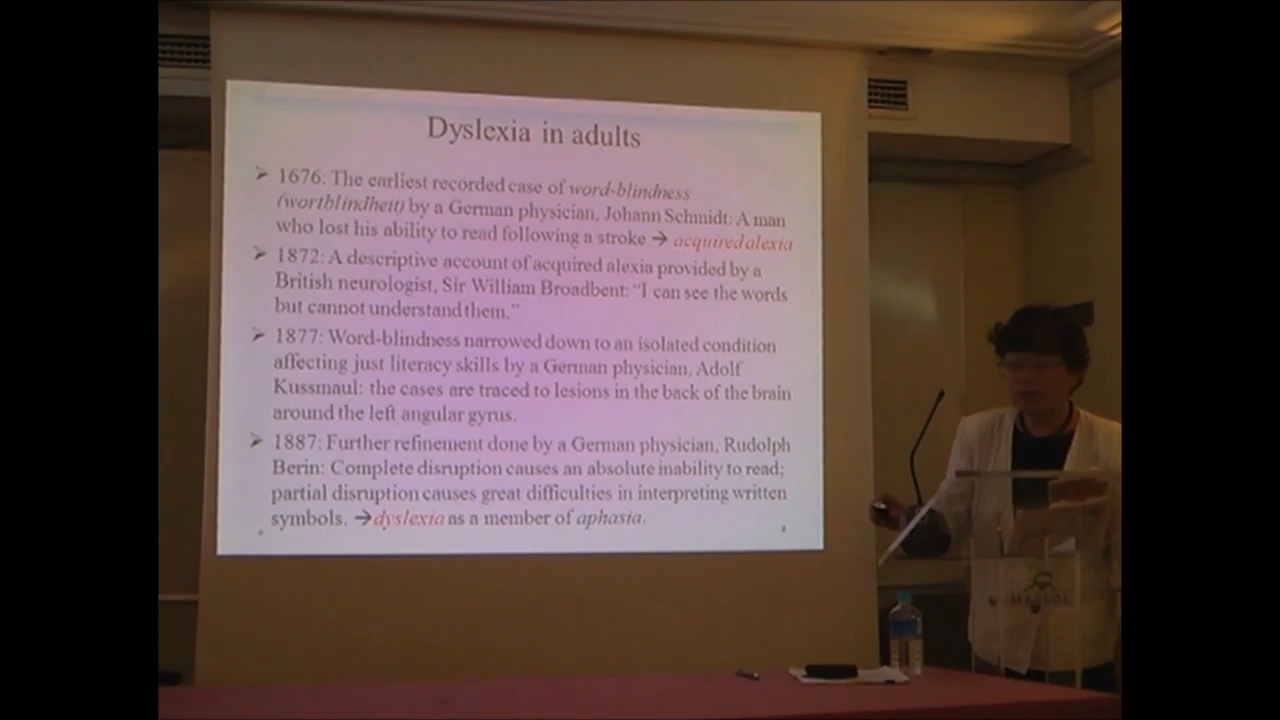 Dyslexia in adults
➢ 1676: The earliest recorded case of word-blindness
(wortblindheit) by a German physician, Johann Schmidt: A man
who lost his ability to read following a stroke → acquired alexia
➢ 1872: A descriptive account of acquired alexia provided by a
British neurologist, Sir William Broadbent: “I can see the words
but cannot understand them.”
➢ 1877: Word-blindness narrowed down to an isolated condition
affecting just literacy skills by a German physician, Adolf
Kussmaul: the cases are traced to lesions in the back of the brain
around the left angular gyrus.
➢ 1887: Further refinement done by a German physician, Rudolph
Berin: Complete disruption causes an absolute inability to read;
partial disruption causes great difficulties in interpreting written
symbols. → dyslexia as a member of aphasia.